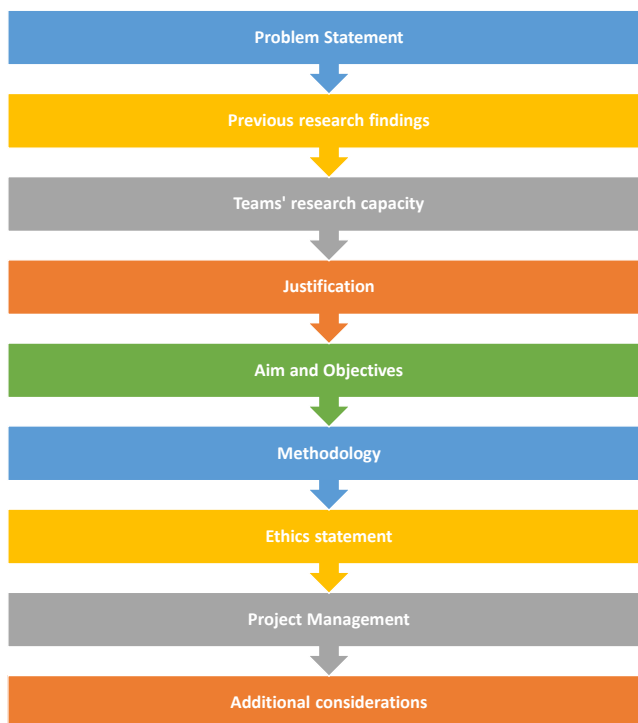 Problem Statement
Previous research findings
Teams' research capacity
Justification
Aim and Objectives
Methodology
Ethics statement
Project Management
Additional considerations